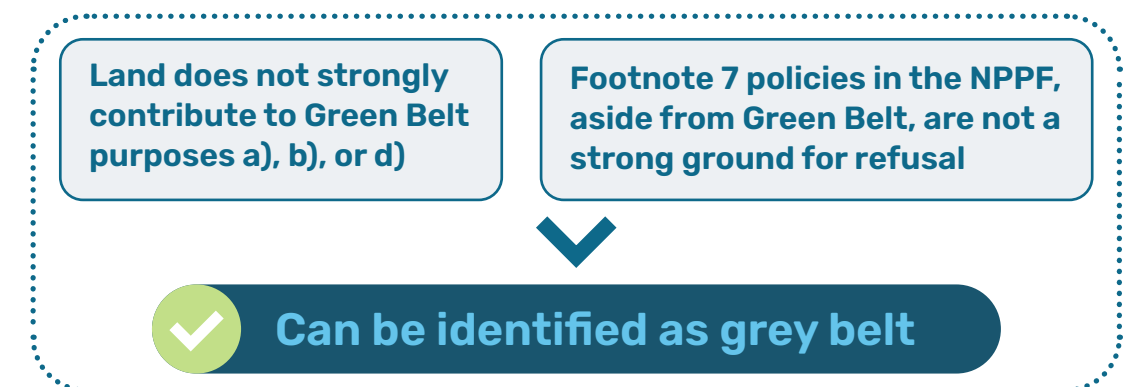 Land does not strongly
contribute to Green Belt
purposes a), b), or d)
Footnote 7 policies in the NPPF,
aside from Green Belt, are not a
strong ground for refusal
Can be identified as grey belt